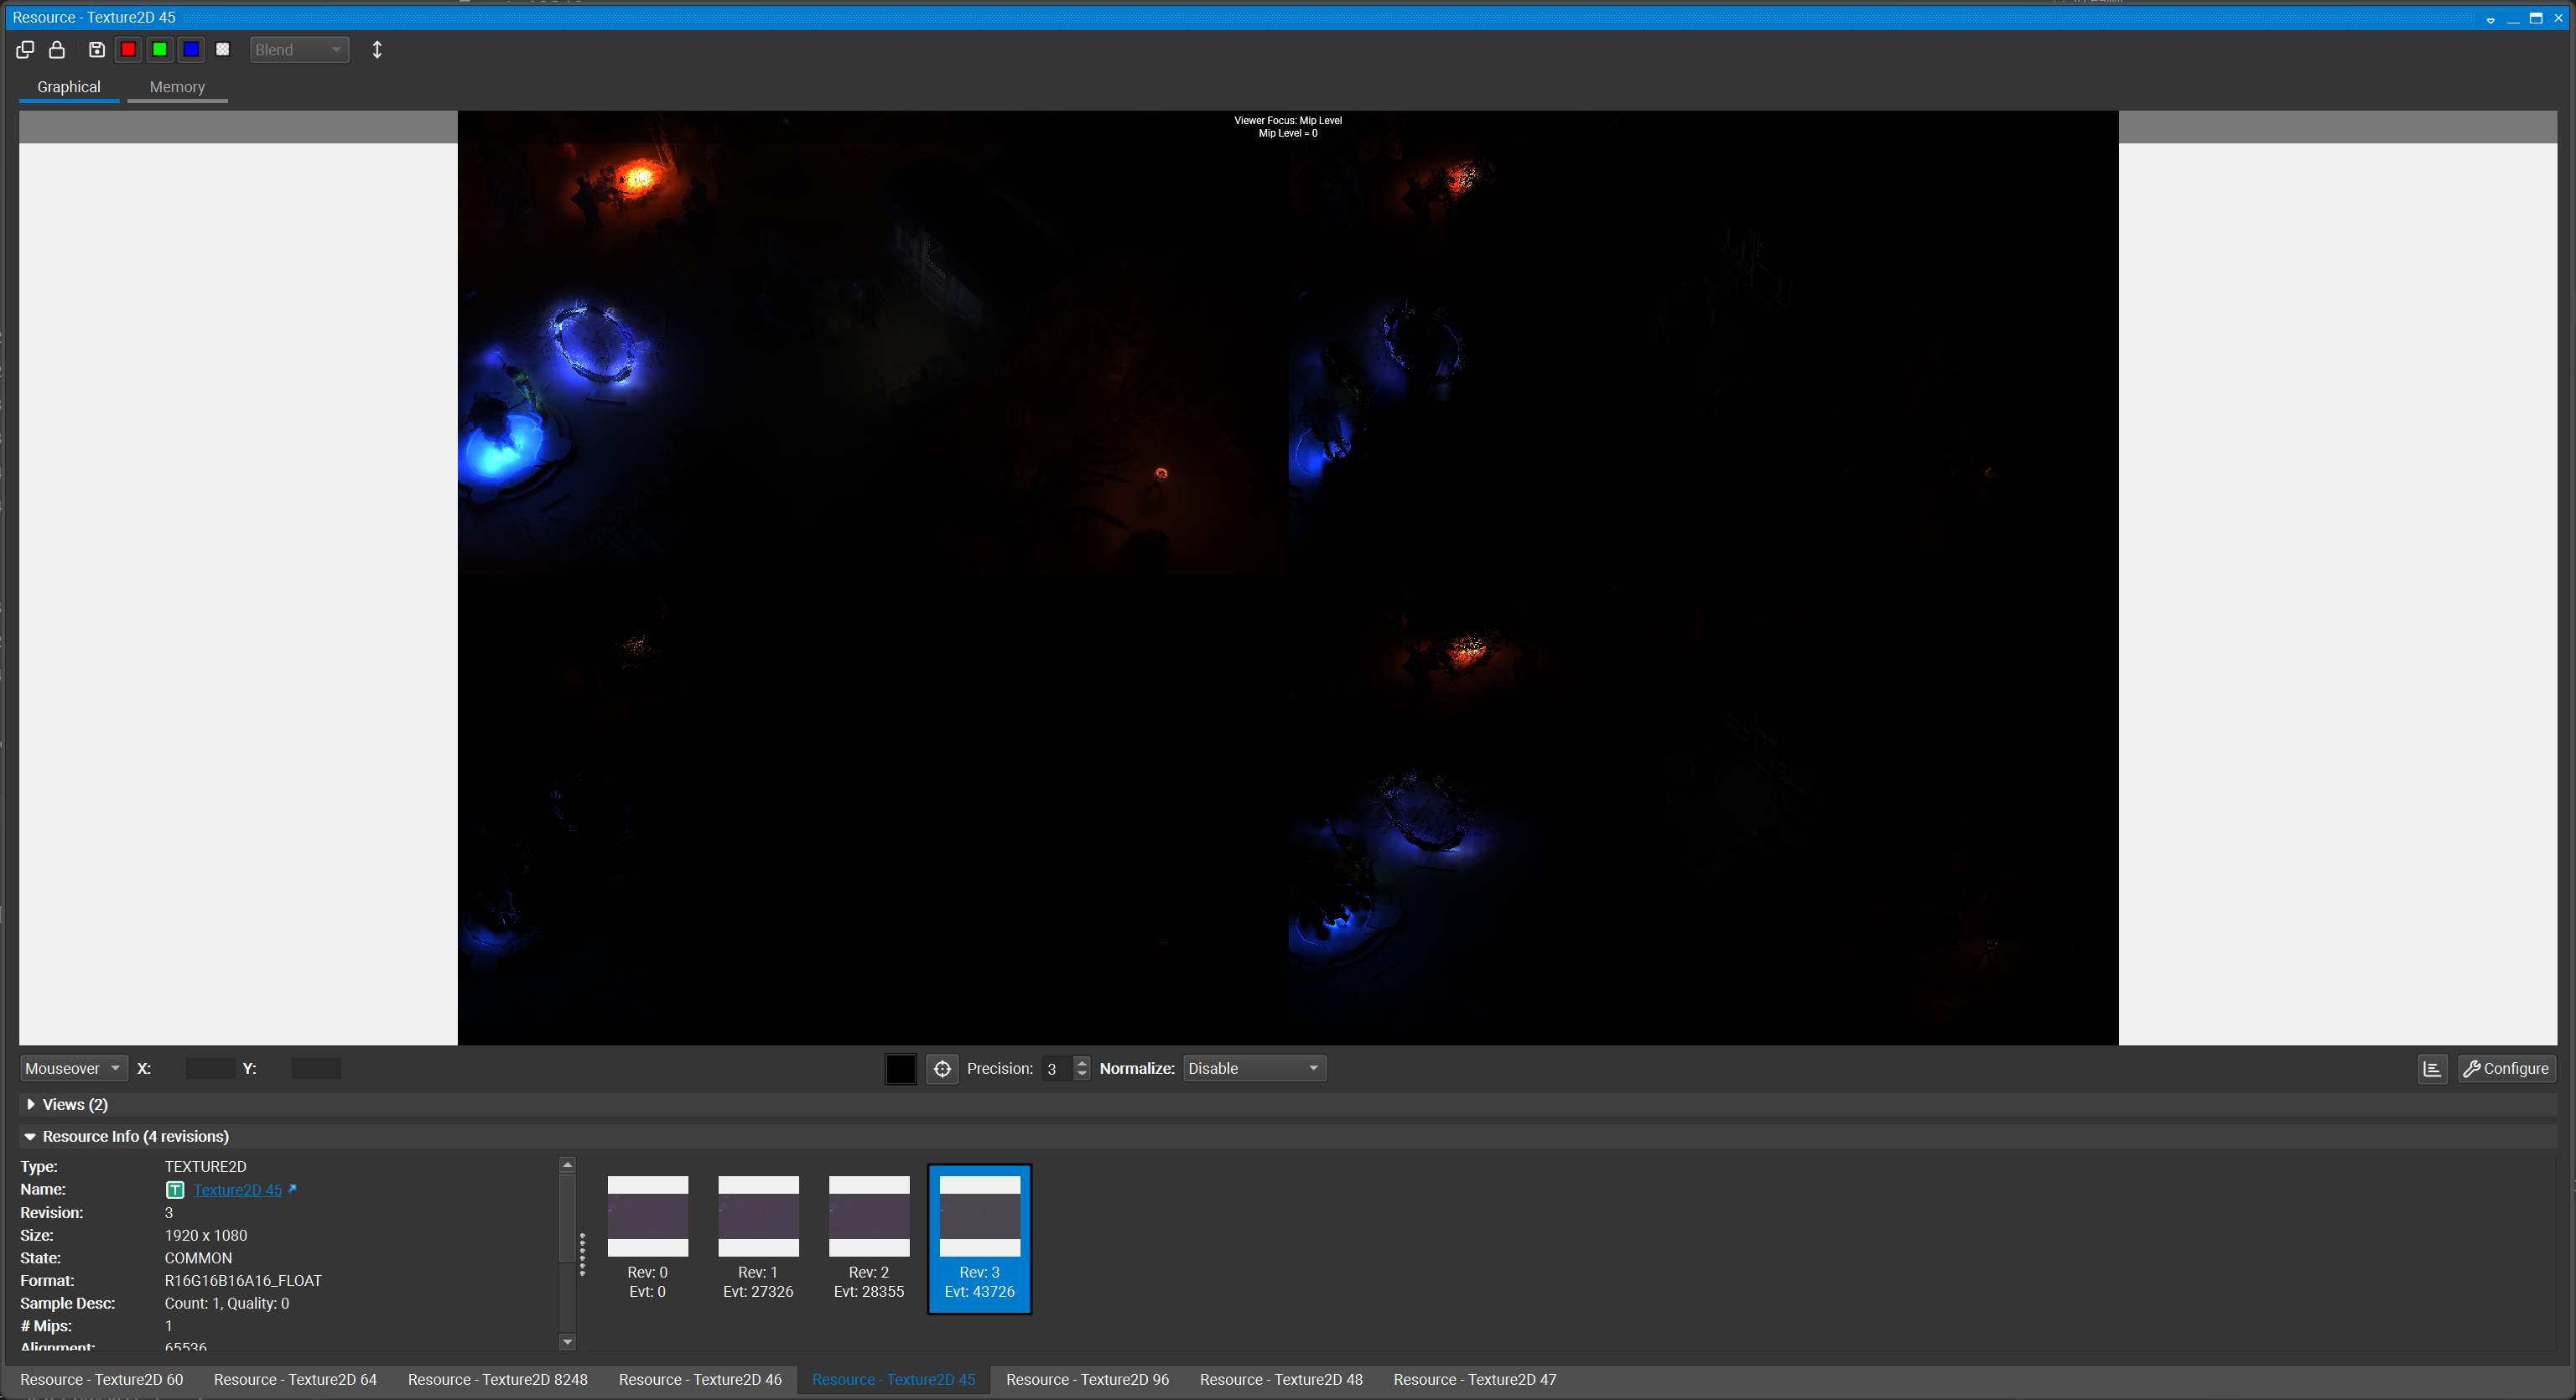 Resource - Texture2D 45
Blend
Graphical
Memory
Viewer Focus: Mip Level
Mip Level = 0
Mouseover X: Y: Precision: 3 Normalize: Disable Configure
Views (2)
Resource Info (4 revisions)
Type: TEXTURE2D
Name: T Texture2D 45
Revision: 3
Size: 1920 x 1080
State: COMMON
Format: R16G16B16A16_FLOAT
Sample Desc: Count: 1, Quality: 0
# Mips: 1
Alignment: 65536
Rev: 0
Evt: 0
Rev: 1
Evt: 27326
Rev: 2
Evt: 28355
Rev: 3
Evt: 43726
Resource - Texture2D 60
Resource - Texture2D 64
Resource - Texture2D 8248
Resource - Texture2D 46
Resource - Texture2D 45
Resource - Texture2D 96
Resource - Texture2D 48
Resource - Texture2D 47